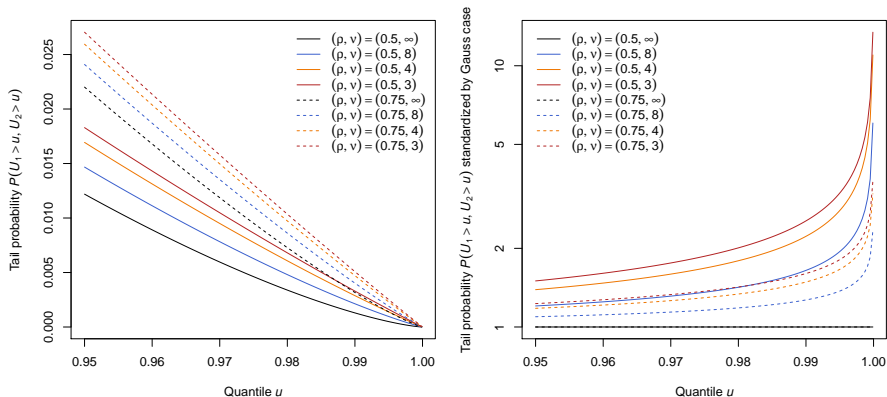 Tail probability P(U₁ > u, U₂ > u)
0.025
0.020
0.015
0.010
0.005
0.000
0.95
0.96
0.97
0.98
0.99
1.00
Quantile u
(ρ, ν) = (0.5, ∞)
(ρ, ν) = (0.5, 8)
(ρ, ν) = (0.5, 4)
(ρ, ν) = (0.5, 3)
(ρ, ν) = (0.75, ∞)
(ρ, ν) = (0.75, 8)
(ρ, ν) = (0.75, 4)
(ρ, ν) = (0.75, 3)
Tail probability P(U₁ > u, U₂ > u) standardized by Gauss case
10
5
2
1
0.95
0.96
0.97
0.98
0.99
1.00
Quantile u
(ρ, ν) = (0.5, ∞)
(ρ, ν) = (0.5, 8)
(ρ, ν) = (0.5, 4)
(ρ, ν) = (0.5, 3)
(ρ, ν) = (0.75, ∞)
(ρ, ν) = (0.75, 8)
(ρ, ν) = (0.75, 4)
(ρ, ν) = (0.75, 3)